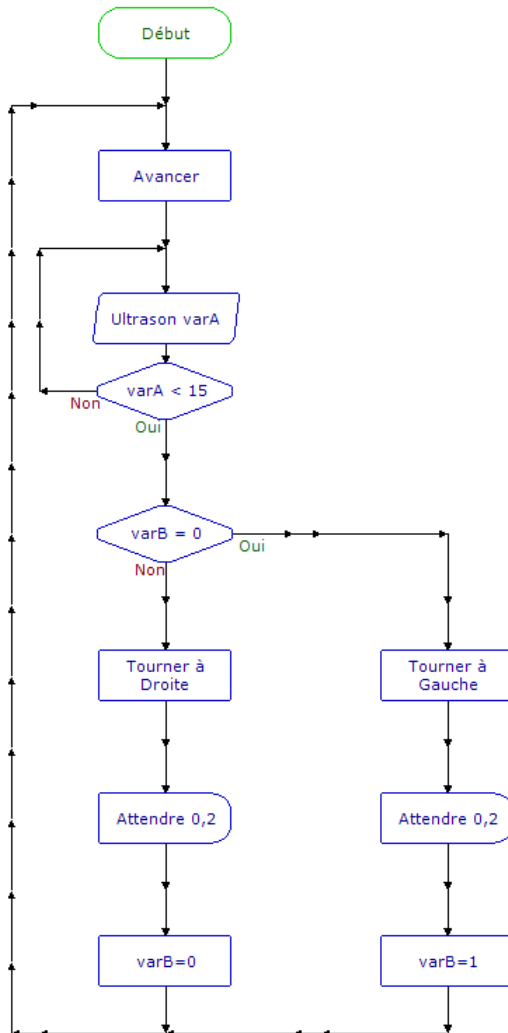 Début
Avancer
Ultrason varA
varA < 15
Non
Oui
varB = 0
Oui
Non
Tourner à
Droite
Tourner à
Gauche
Attendre 0,2
Attendre 0,2
varB=0
varB=1